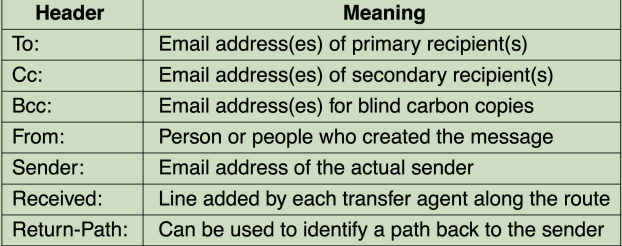 Header Meaning
To: Email address(es) of primary recipient(s)
Cc: Email address(es) of secondary recipient(s)
Bcc: Email address(es) for blind carbon copies
From: Person or people who created the message
Sender: Email address of the actual sender
Received: Line added by each transfer agent along the route
Return-Path: Can be used to identify a path back to the sender